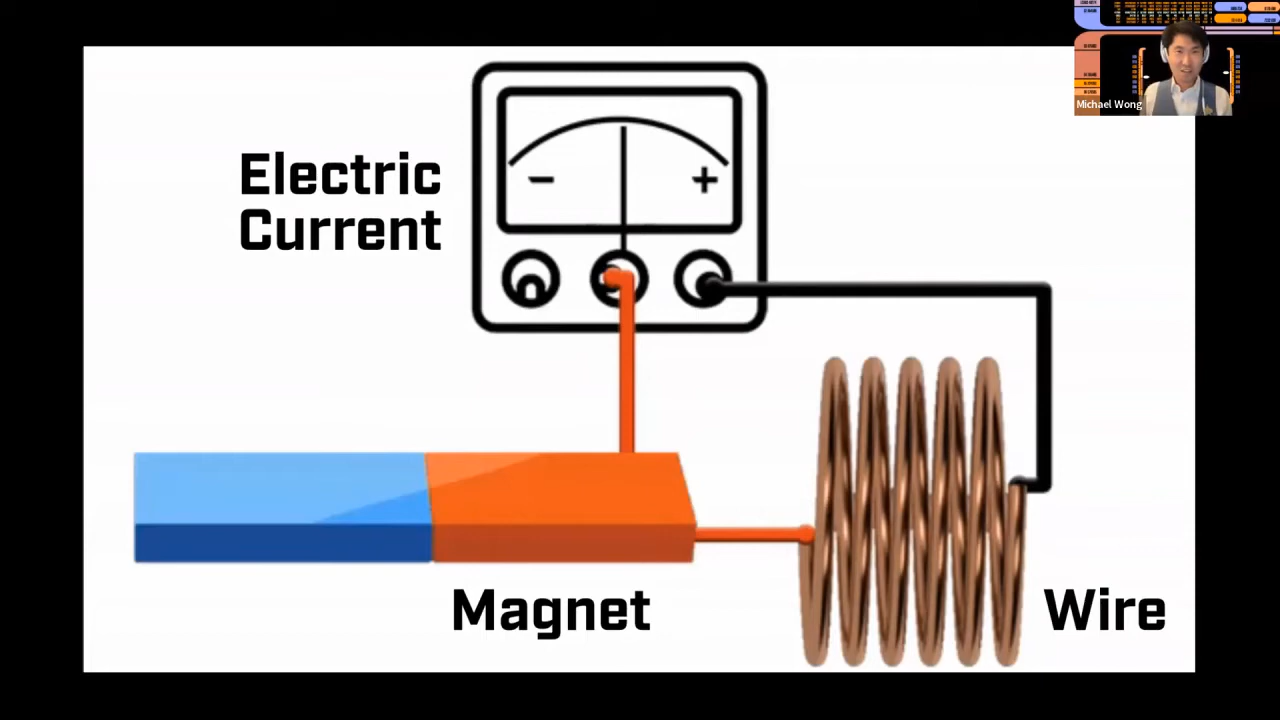 Electric
Current
−
+
Magnet
Wire
Michael Wong